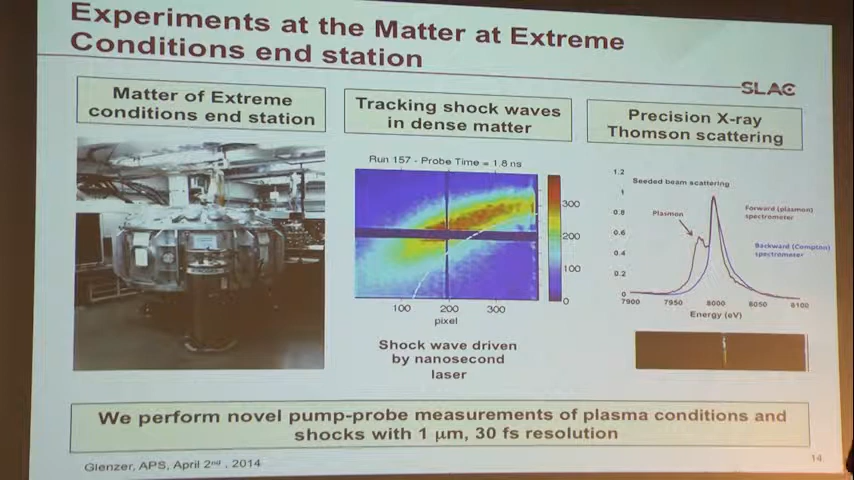 Experiments at the Matter at Extreme
Conditions end station
SLAC
Matter of Extreme
conditions end station
Tracking shock waves
in dense matter
Precision X-ray
Thomson scattering
Run 157 - Probe Time = 1.8 ns
300
200
100
0
100 200 300
pixel
Shock wave driven
by nanosecond
laser
1.2
1
0.8
0.6
0.4
0.2
0
Seeded beam scattering
Plasmon
Forward (plasmon)
spectrometer
Backward (Compton)
spectrometer
7900 7950 8000 8050 8100
Energy (eV)
We perform novel pump-probe measurements of plasma conditions and
shocks with 1 μm, 30 fs resolution
Glenzer, APS, April 2nd, 2014
14